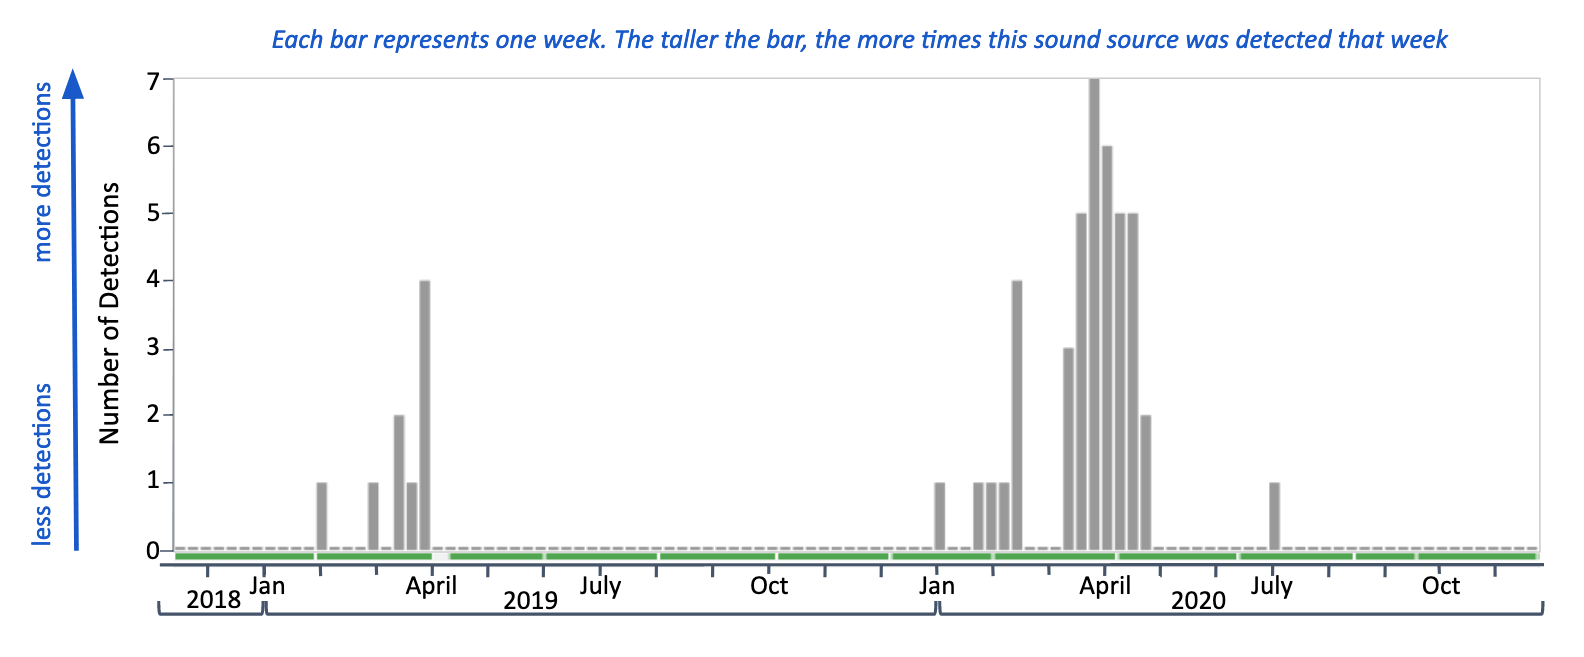 Each bar represents one week. The taller the bar, the more times this sound source was detected that week
more detections
less detections
Number of Detections
7
6
5
4
3
2
1
0
Jan April July Oct Jan April July Oct
2018 2019 2020